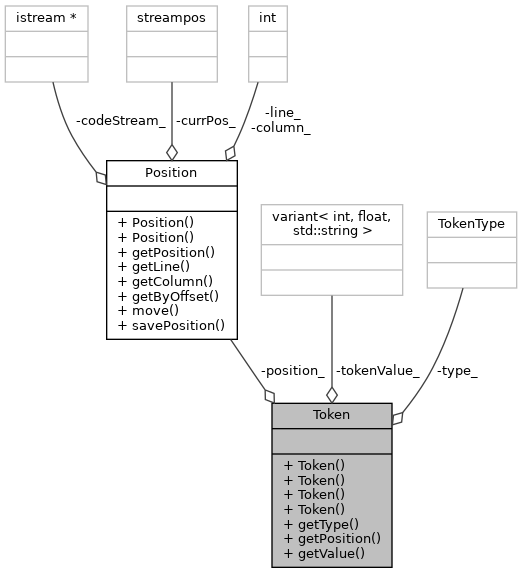 istream *
streampos
int
-codeStream_
-currPos_
-line_
-column_
Position
+ Position()
+ Position()
+ getPosition()
+ getLine()
+ getColumn()
+ getByOffset()
+ move()
+ savePosition()
variant< int, float,
std::string >
TokenType
-position_
-tokenValue_
-type_
Token
+ Token()
+ Token()
+ Token()
+ Token()
+ getType()
+ getPosition()
+ getValue()